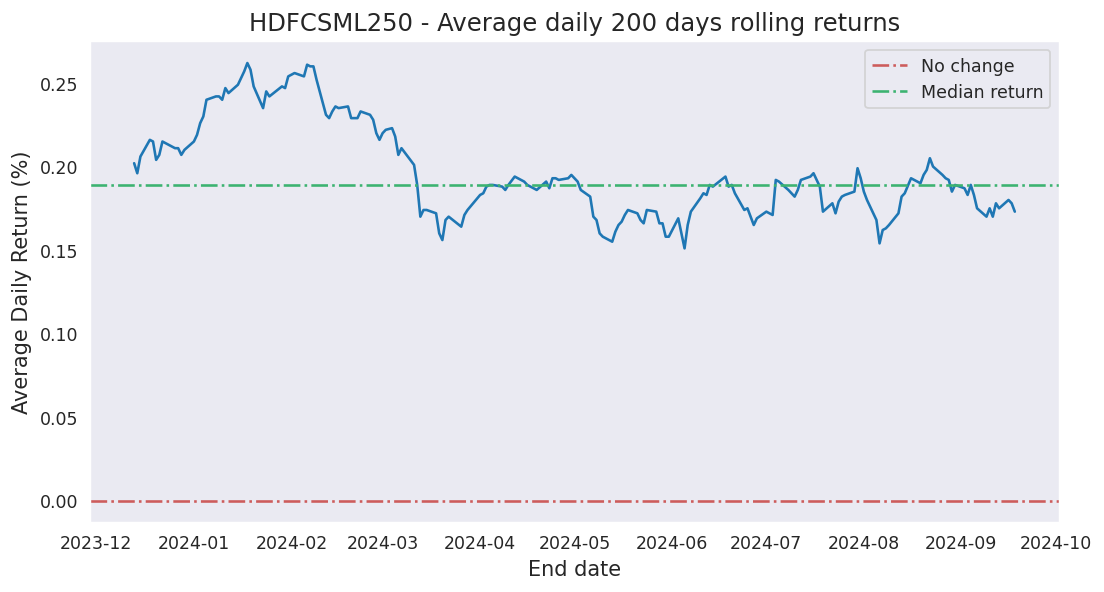 HDFCSML250 - Average daily 200 days rolling returns
No change
Median return
Average Daily Return (%)
0.25
0.20
0.15
0.10
0.05
0.00
2023-12 2024-01 2024-02 2024-03 2024-04 2024-05 2024-06 2024-07 2024-08 2024-09 2024-10
End date